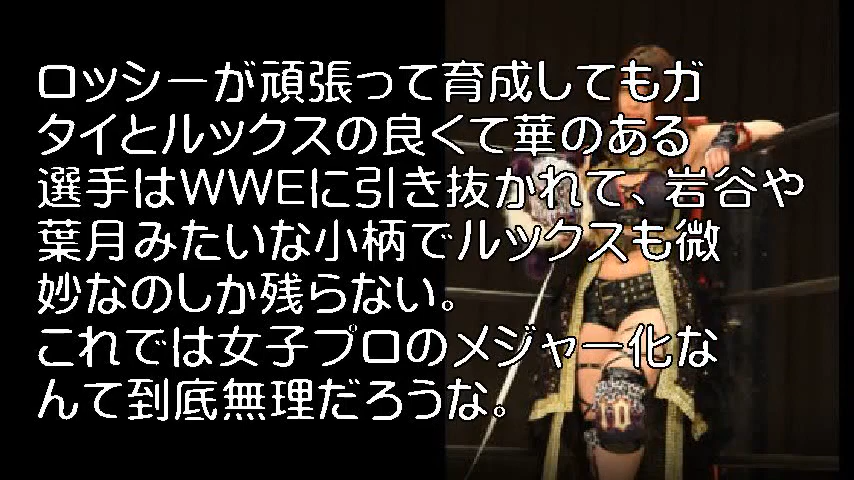 ロッシーが頑張って育成してもガ
タイとルックスの良くて華のある
選手はWWEに引き抜かれて、岩谷や
葉月みたいな小柄でルックスも微
妙なのしか残らない。
これでは女子プロのメジャー化な
んて到底無理だろうな。
10